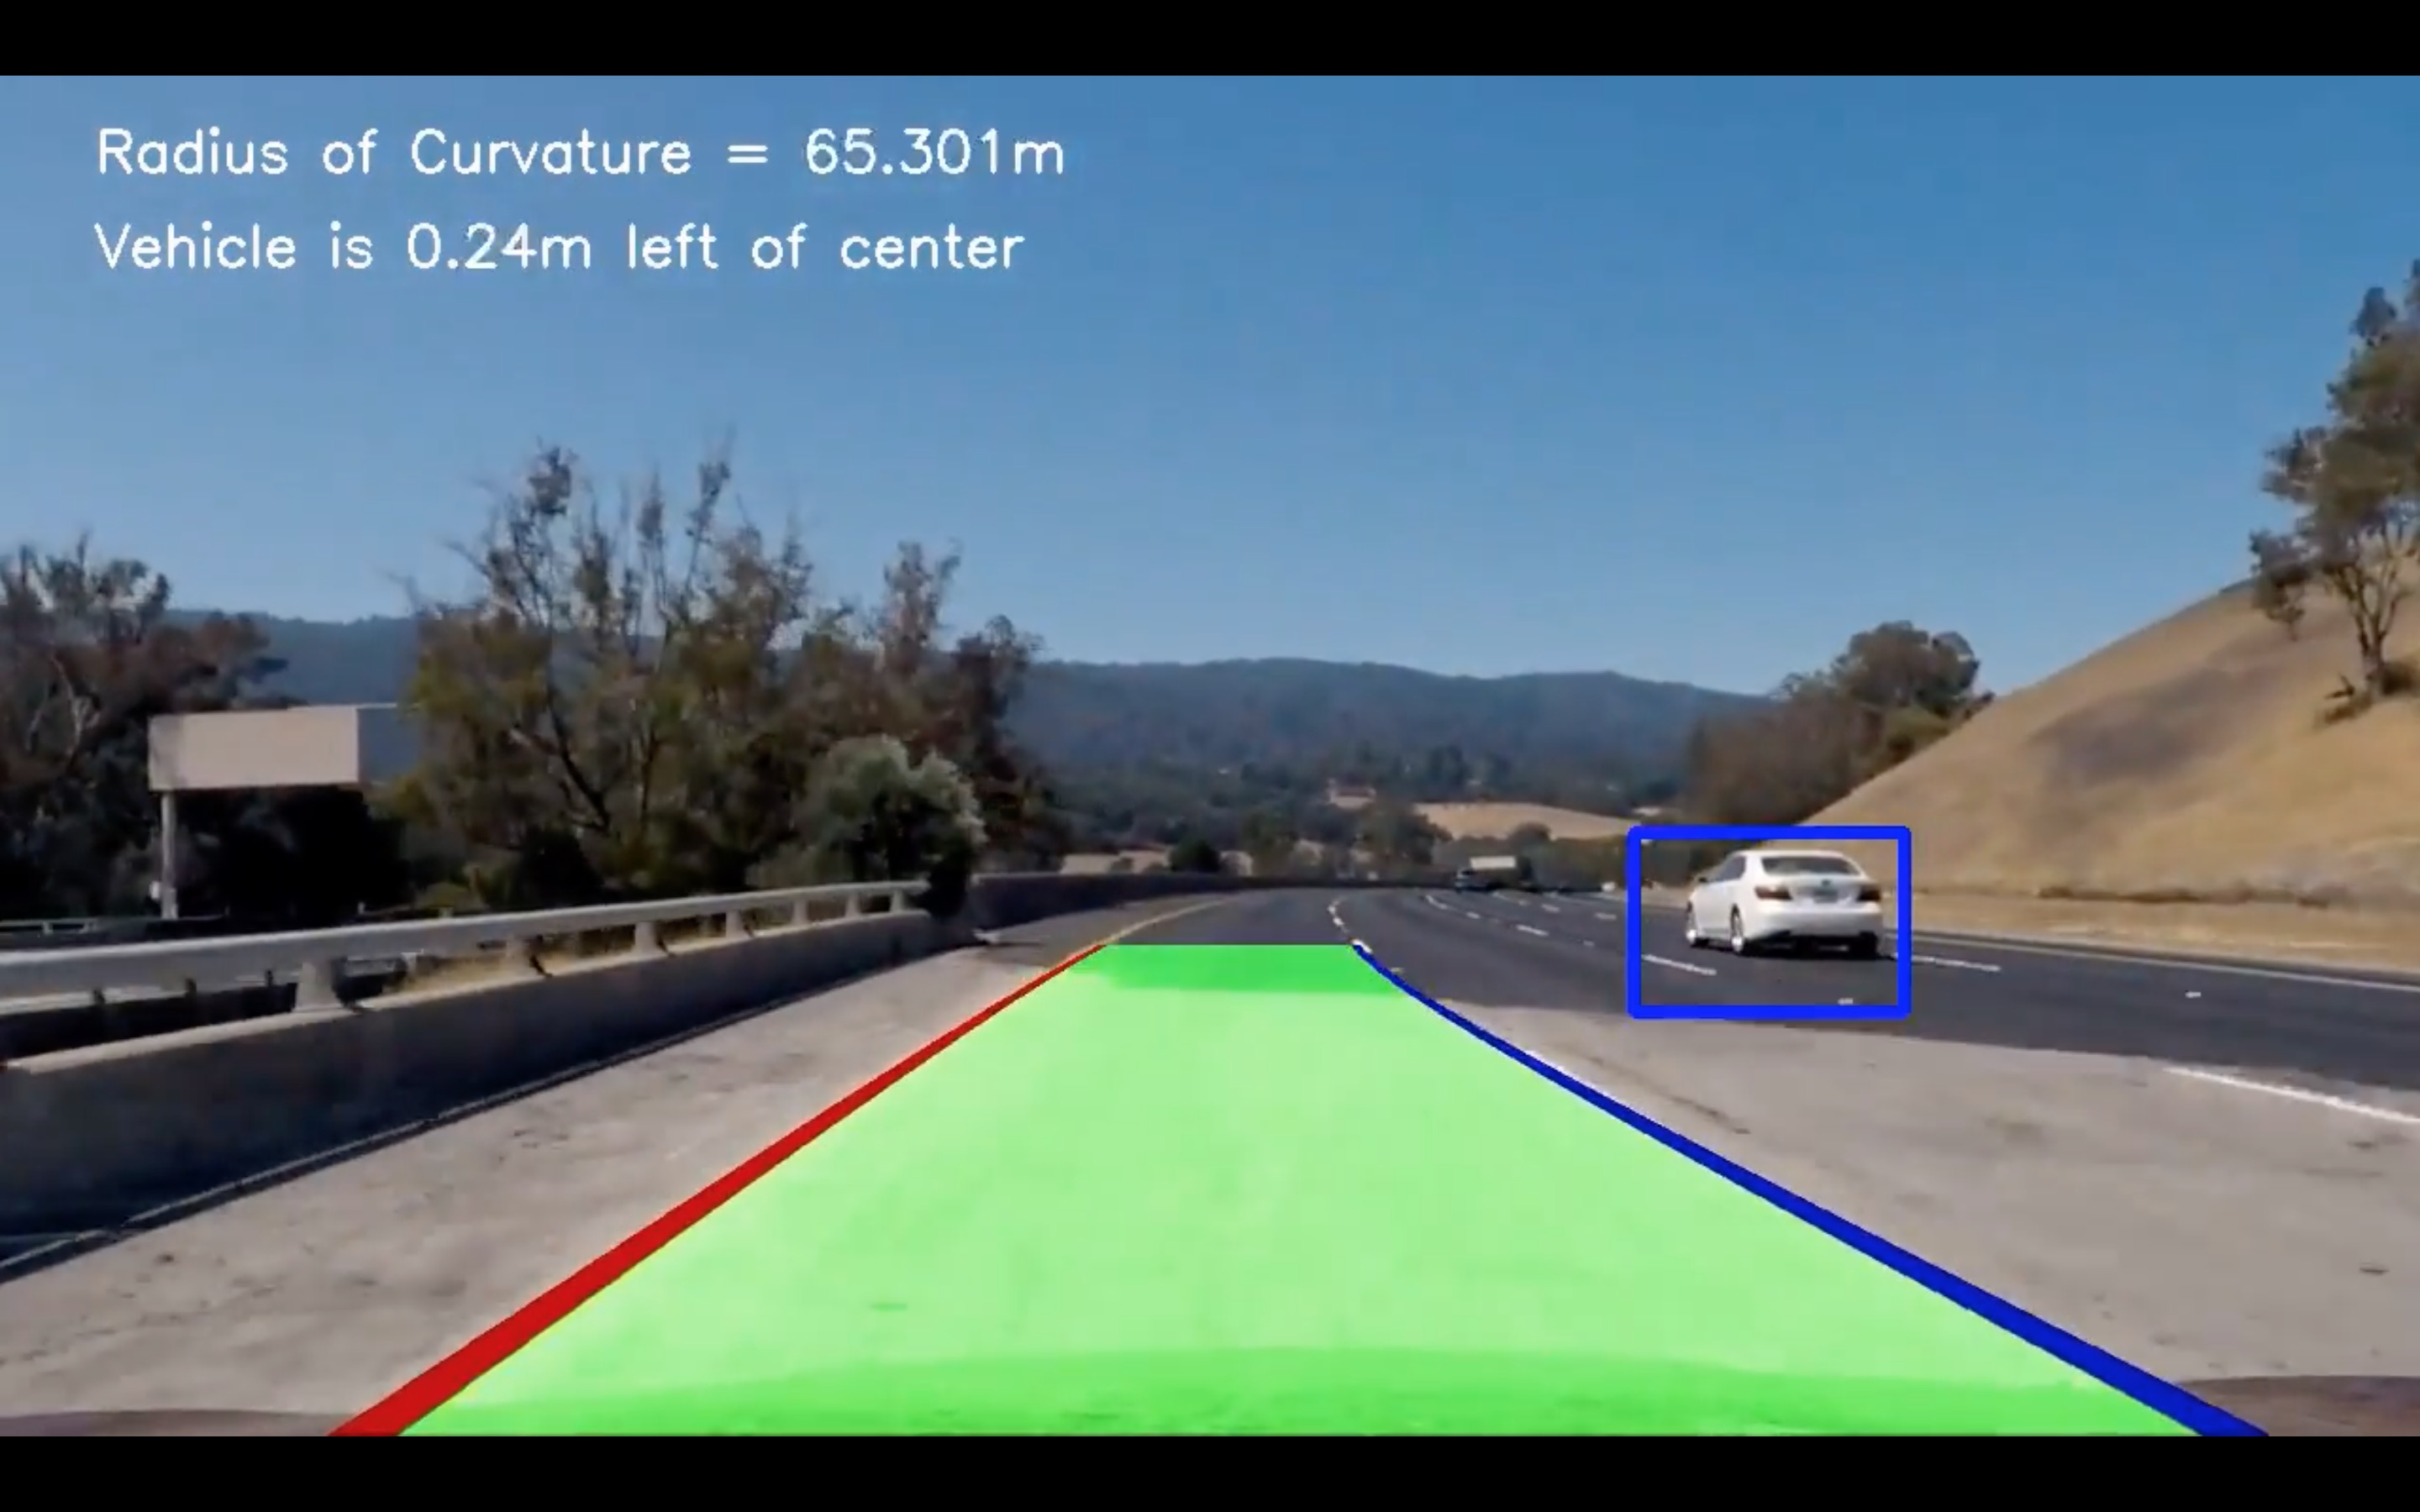 Radius of Curvature = 65.301m
Vehicle is 0.24m left of center